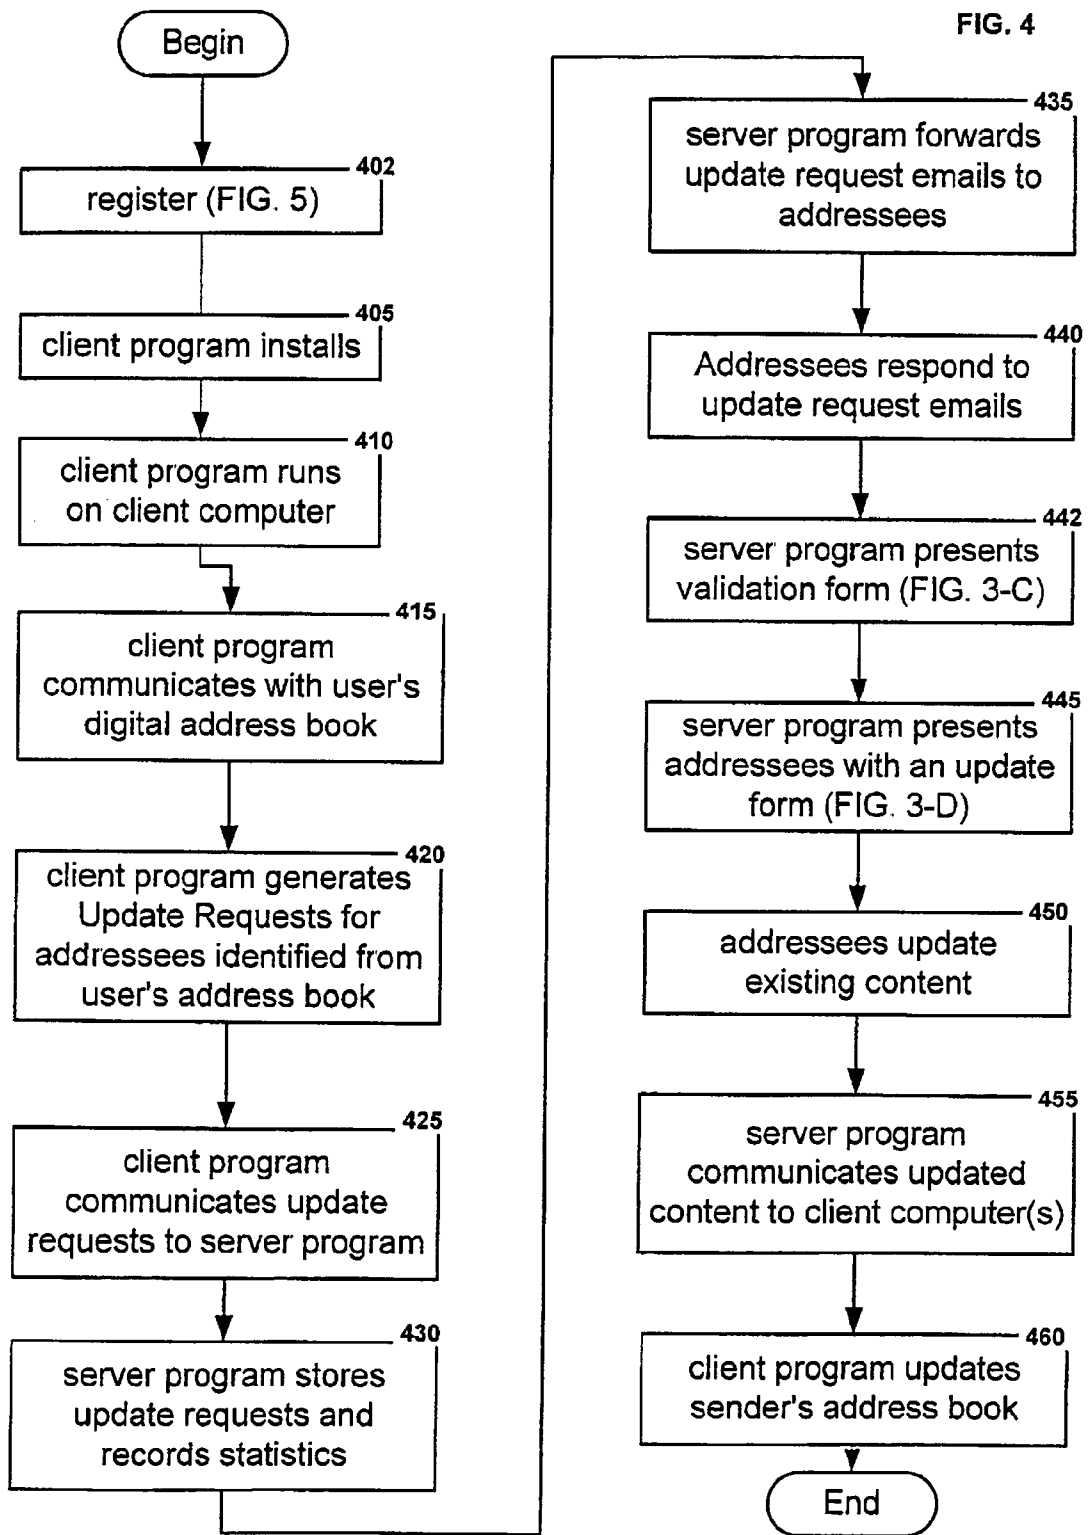 FIG. 4
Begin
402
register (FIG. 5)
405
client program installs
410
client program runs
on client computer
415
client program
communicates with user's
digital address book
420
client program generates
Update Requests for
addressees identified from
user's address book
425
client program
communicates update
requests to server program
430
server program stores
update requests and
records statistics
435
server program forwards
update request emails to
addressees
440
Addressees respond to
update request emails
442
server program presents
validation form (FIG. 3-C)
445
server program presents
addressees with an update
form (FIG. 3-D)
450
addressees update
existing content
455
server program
communicates updated
content to client computer(s)
460
client program updates
sender's address book
End